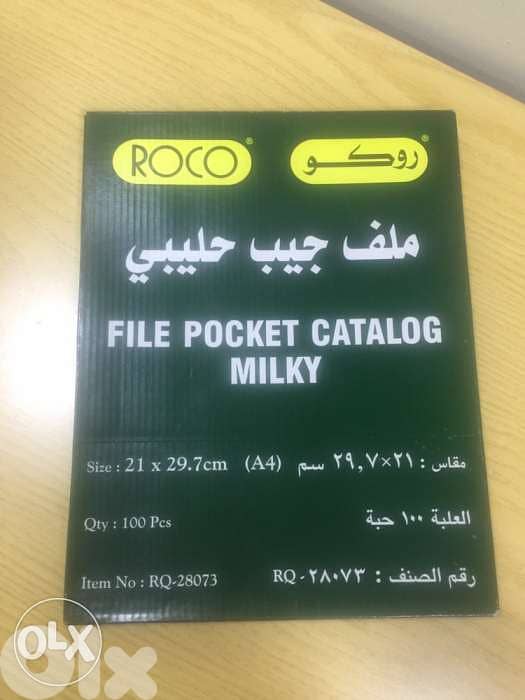 ROCO® روكو®
ملف جيب حليبي
FILE POCKET CATALOG
MILKY
Size : 21 x 29.7cm (A4) مقاس : ٢١×٢٩,٧ سم
Qty : 100 Pcs العلبة ١٠٠ حبة
Item No : RQ-28073 رقم الصنف : RQ-٢٨٠٧٣
OLX
OLX